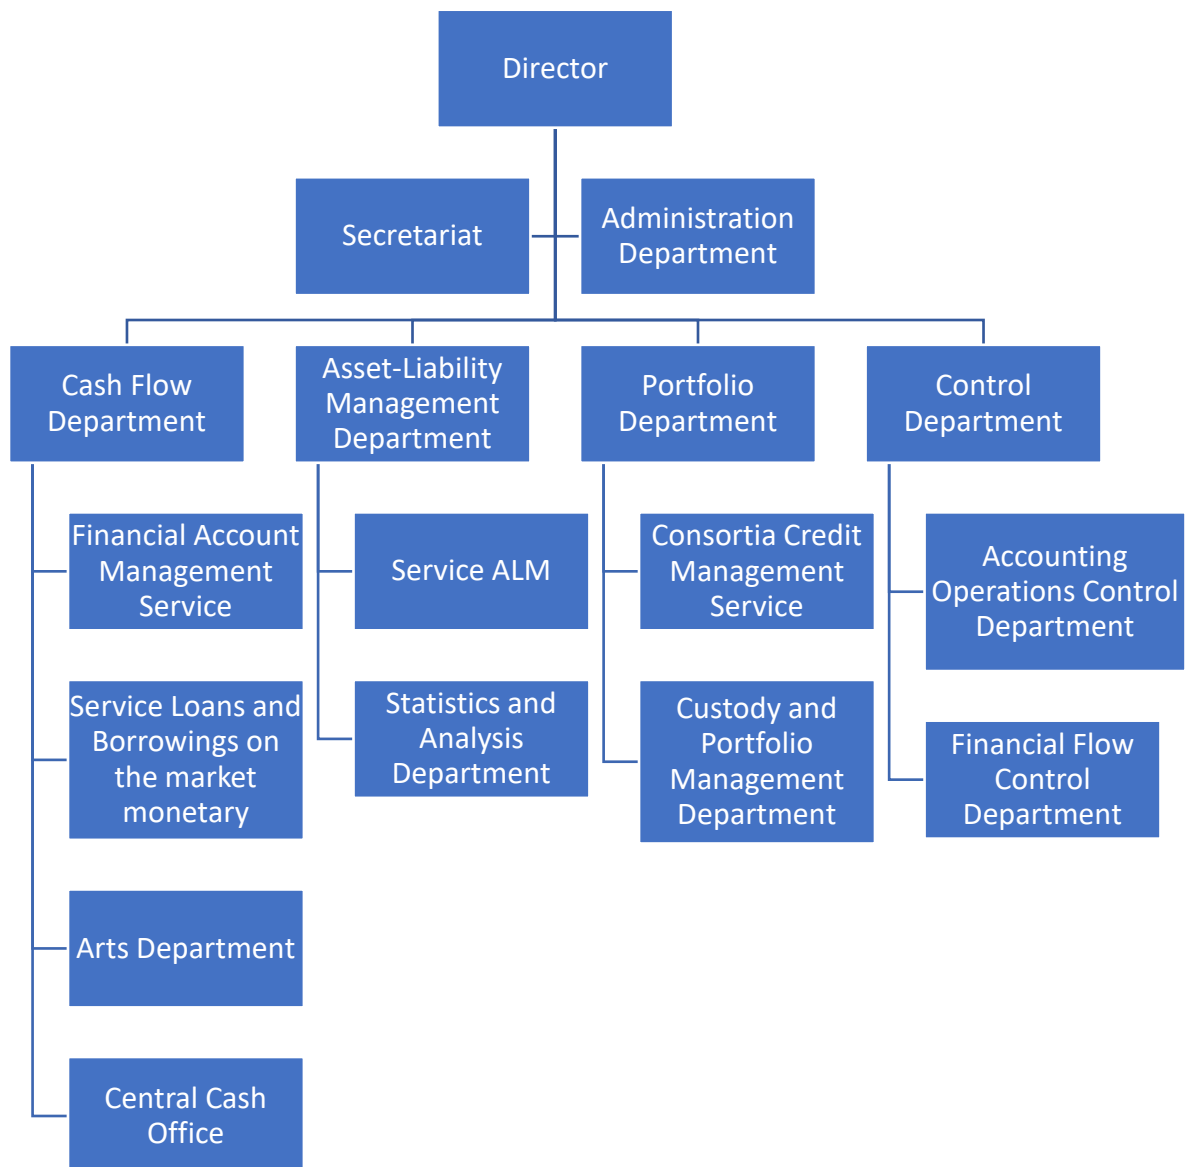 Director
Secretariat
Administration
Department
Cash Flow
Department
Asset-Liability
Management
Department
Portfolio
Department
Control
Department
Financial Account
Management
Service
Service Loans and
Borrowings on
the market
monetary
Arts Department
Central Cash
Office
Service ALM
Statistics and
Analysis
Department
Consortia Credit
Management
Service
Custody and
Portfolio
Management
Department
Accounting
Operations Control
Department
Financial Flow
Control
Department